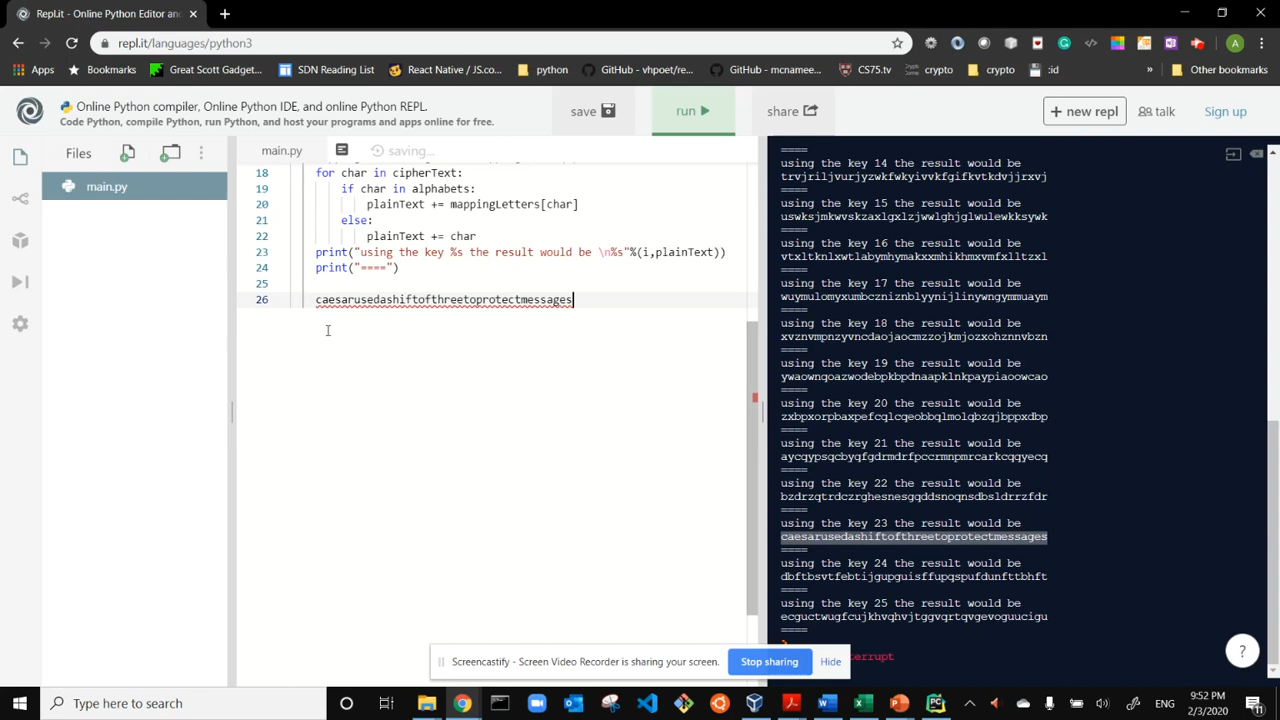 Repl.it - Online Python Editor and
repl.it/languages/python3
Apps
Productivity
Great Scott Gadget...
Bookmarks
SDN Reading List
React Native / JS.co...
python
GitHub - vhpoet/w...
GitHub - mcnamee...
CS75.tv
crypto
crypto
:id
»
Other bookmarks
Online Python compiler, Online Python IDE, and online Python REPL.
Code Python, compile Python, run Python, and host your programs and apps online for free.
save
run
share
+ new repl
talk
Sign up
Files
main.py
main.py
saving...
18 for char in cipherText:
19 if char in alphabets:
20 plainText += mappingLetters[char]
21 else:
22 plainText += char
23 print("using the key %s the result would be \n%s"%(i,plainText))
24 print("====")
25
26 caesarusedashiftofthreetoprotectmessages
====
using the key 14 the result would be
trvjriljvurjyzwkfwkyivvkfgifkvtkdvjjrxvj
====
using the key 15 the result would be
uswksjmkwvskzaxlgxlzjwwlghjglwulewkksywk
====
using the key 16 the result would be
vtxltknlxwtlabymhymakxxmhikhmxvmfxlltzxl
====
using the key 17 the result would be
wuymulomyxumbczniznblyynijlinywngymmuaym
====
using the key 18 the result would be
xvznvmpnzyvncdaojaocmzzojkmjozxohznnvbzn
====
using the key 19 the result would be
ywaownqoazwodebpkbpdnaapklnkpaypiaoowcao
====
using the key 20 the result would be
zxbpxorpbaxpefcqlcqeobbqlmolqbzqjbppxdbp
====
using the key 21 the result would be
aycqypsqcbyqfgdrmdrfpccrmnpmrcarkcqqyecq
====
using the key 22 the result would be
bzdrzqtrdczrghesnesgqddsnoqnsdbsldrrzfdr
====
using the key 23 the result would be
caesarusedashiftofthreetoprotectmessages
====
using the key 24 the result would be
dbftbsvtfebtijgupguisffupqspufdunfttbhft
====
using the key 25 the result would be
ecguctwugfcujkhvqhvjtggvqrtqvgevoguucigu
====
terrupt
Screencastify - Screen Video Recorder is sharing your screen.
Stop sharing
Hide
?
Type here to search
ENG
9:52 PM
2/3/2020
11